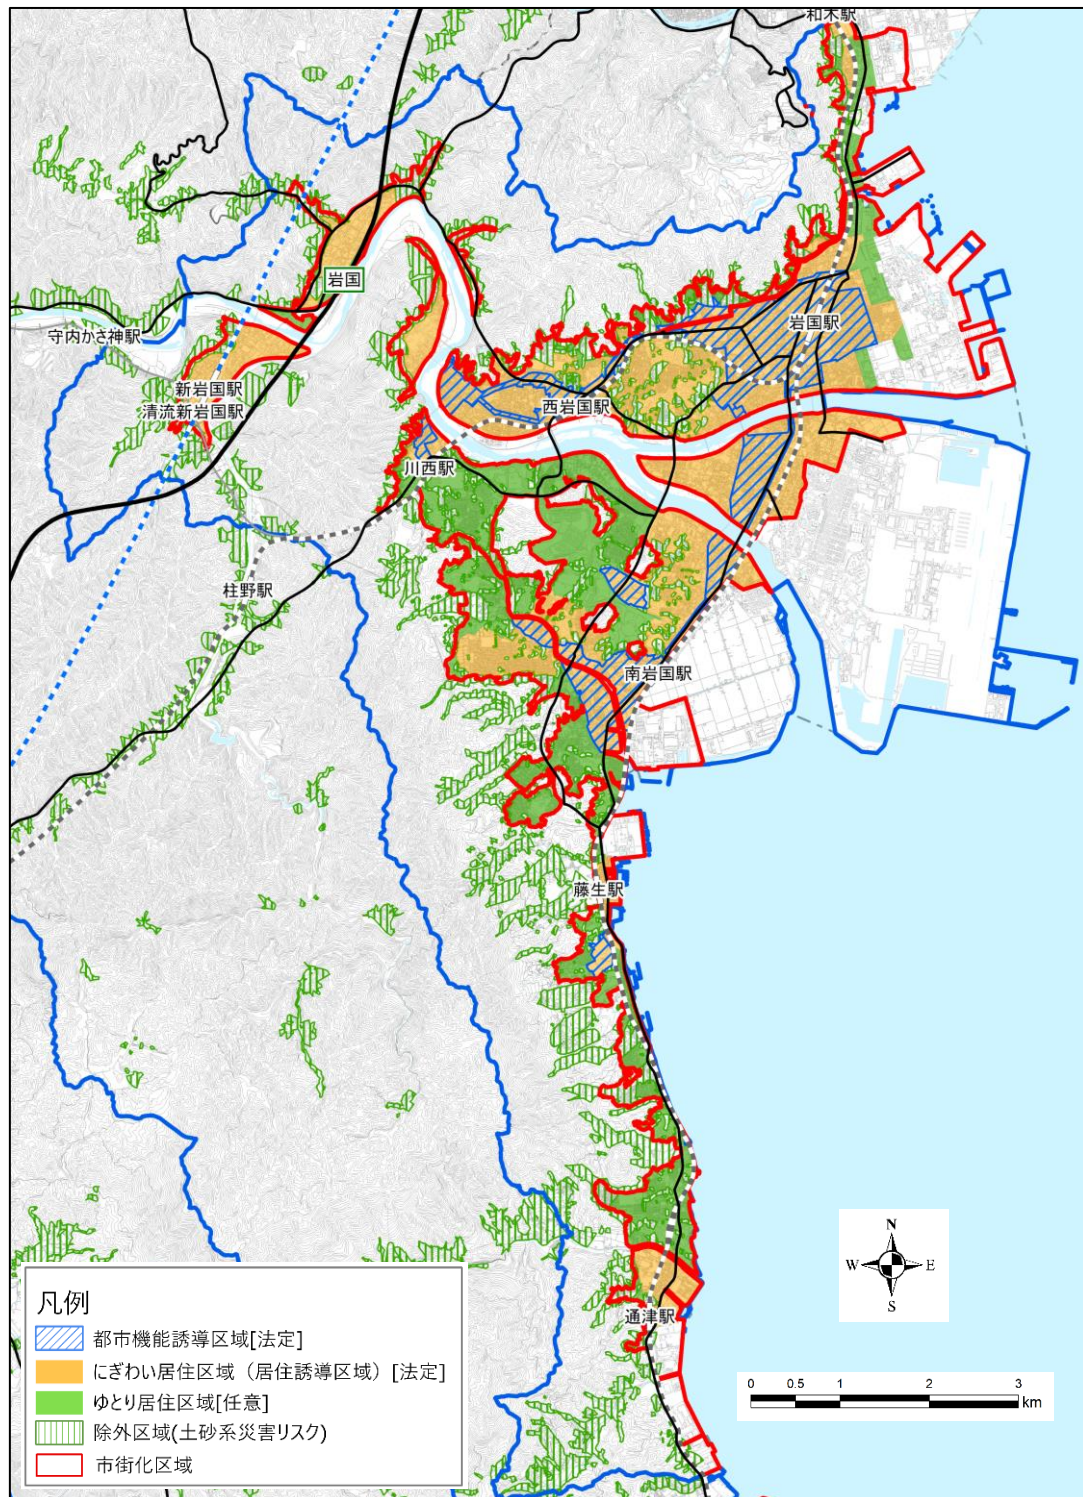 和木駅
岩国
守内かさ神駅
岩国駅
新岩国駅
清流新岩国駅
西岩国駅
川西駅
柱野駅
南岩国駅
藤生駅
通津駅
N
W E
S
凡例
都市機能誘導区域[法定]
にぎわい居住区域（居住誘導区域）[法定]
ゆとり居住区域[任意]
除外区域(土砂系災害リスク)
市街化区域
0 0.5 1 2 3
km